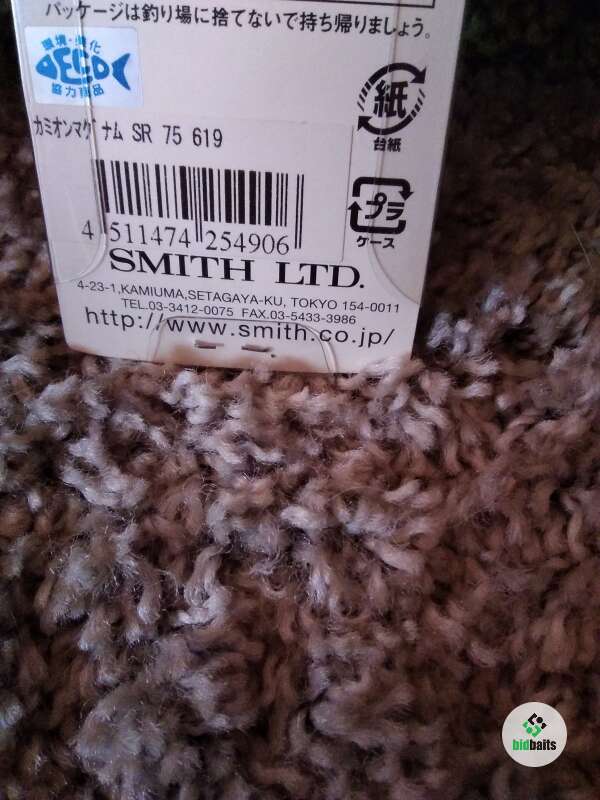 パッケージは釣り場に捨てないで持ち帰りましょう。
環境・浄化
ECO
協力商品
紙
台紙
カミオンマグナム SR 75 619
プラ
ケース
4 511474 254906
SMITH LTD.
4-23-1,KAMIUMA,SETAGAYA-KU, TOKYO 154-0011
TEL.03-3412-0075 FAX.03-5433-3986
http://www.smith.co.jp/
bidbaits